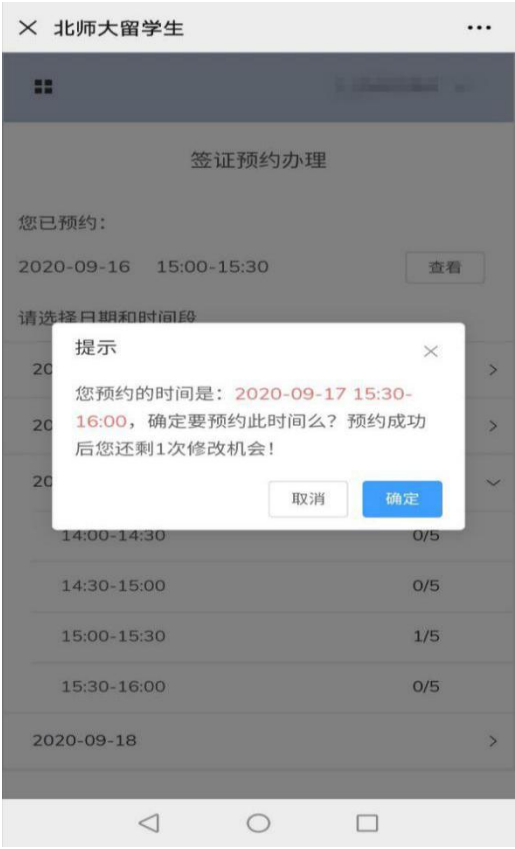 北师大留学生
签证预约办理
您已预约:
2020-09-16 15:00-15:30 查看
请选择日期和时间段
提示
20
您预约的时间是：2020-09-17 15:30-
20
16:00，确定要预约此时间么？预约成功
后您还剩1次修改机会！
20
取消 确定
14:00-14:30 0/5
14:30-15:00 0/5
15:00-15:30 1/5
15:30-16:00 0/5
2020-09-18